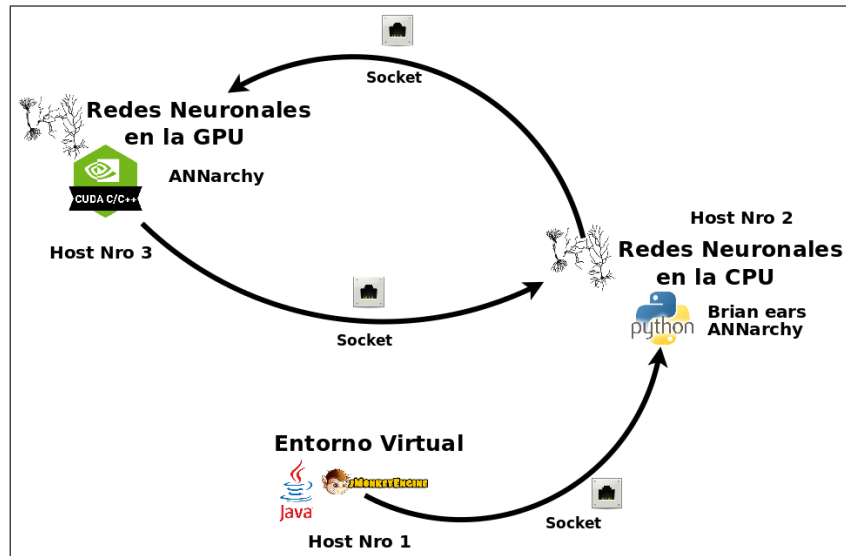 Socket
Redes Neuronales
en la GPU
CUDA C/C++
ANNarchy
Host Nro 3
Host Nro 2
Redes Neuronales
en la CPU
python
Brian ears
ANNarchy
Socket
Entorno Virtual
Java
jMONKEYENGINE
Host Nro 1
Socket